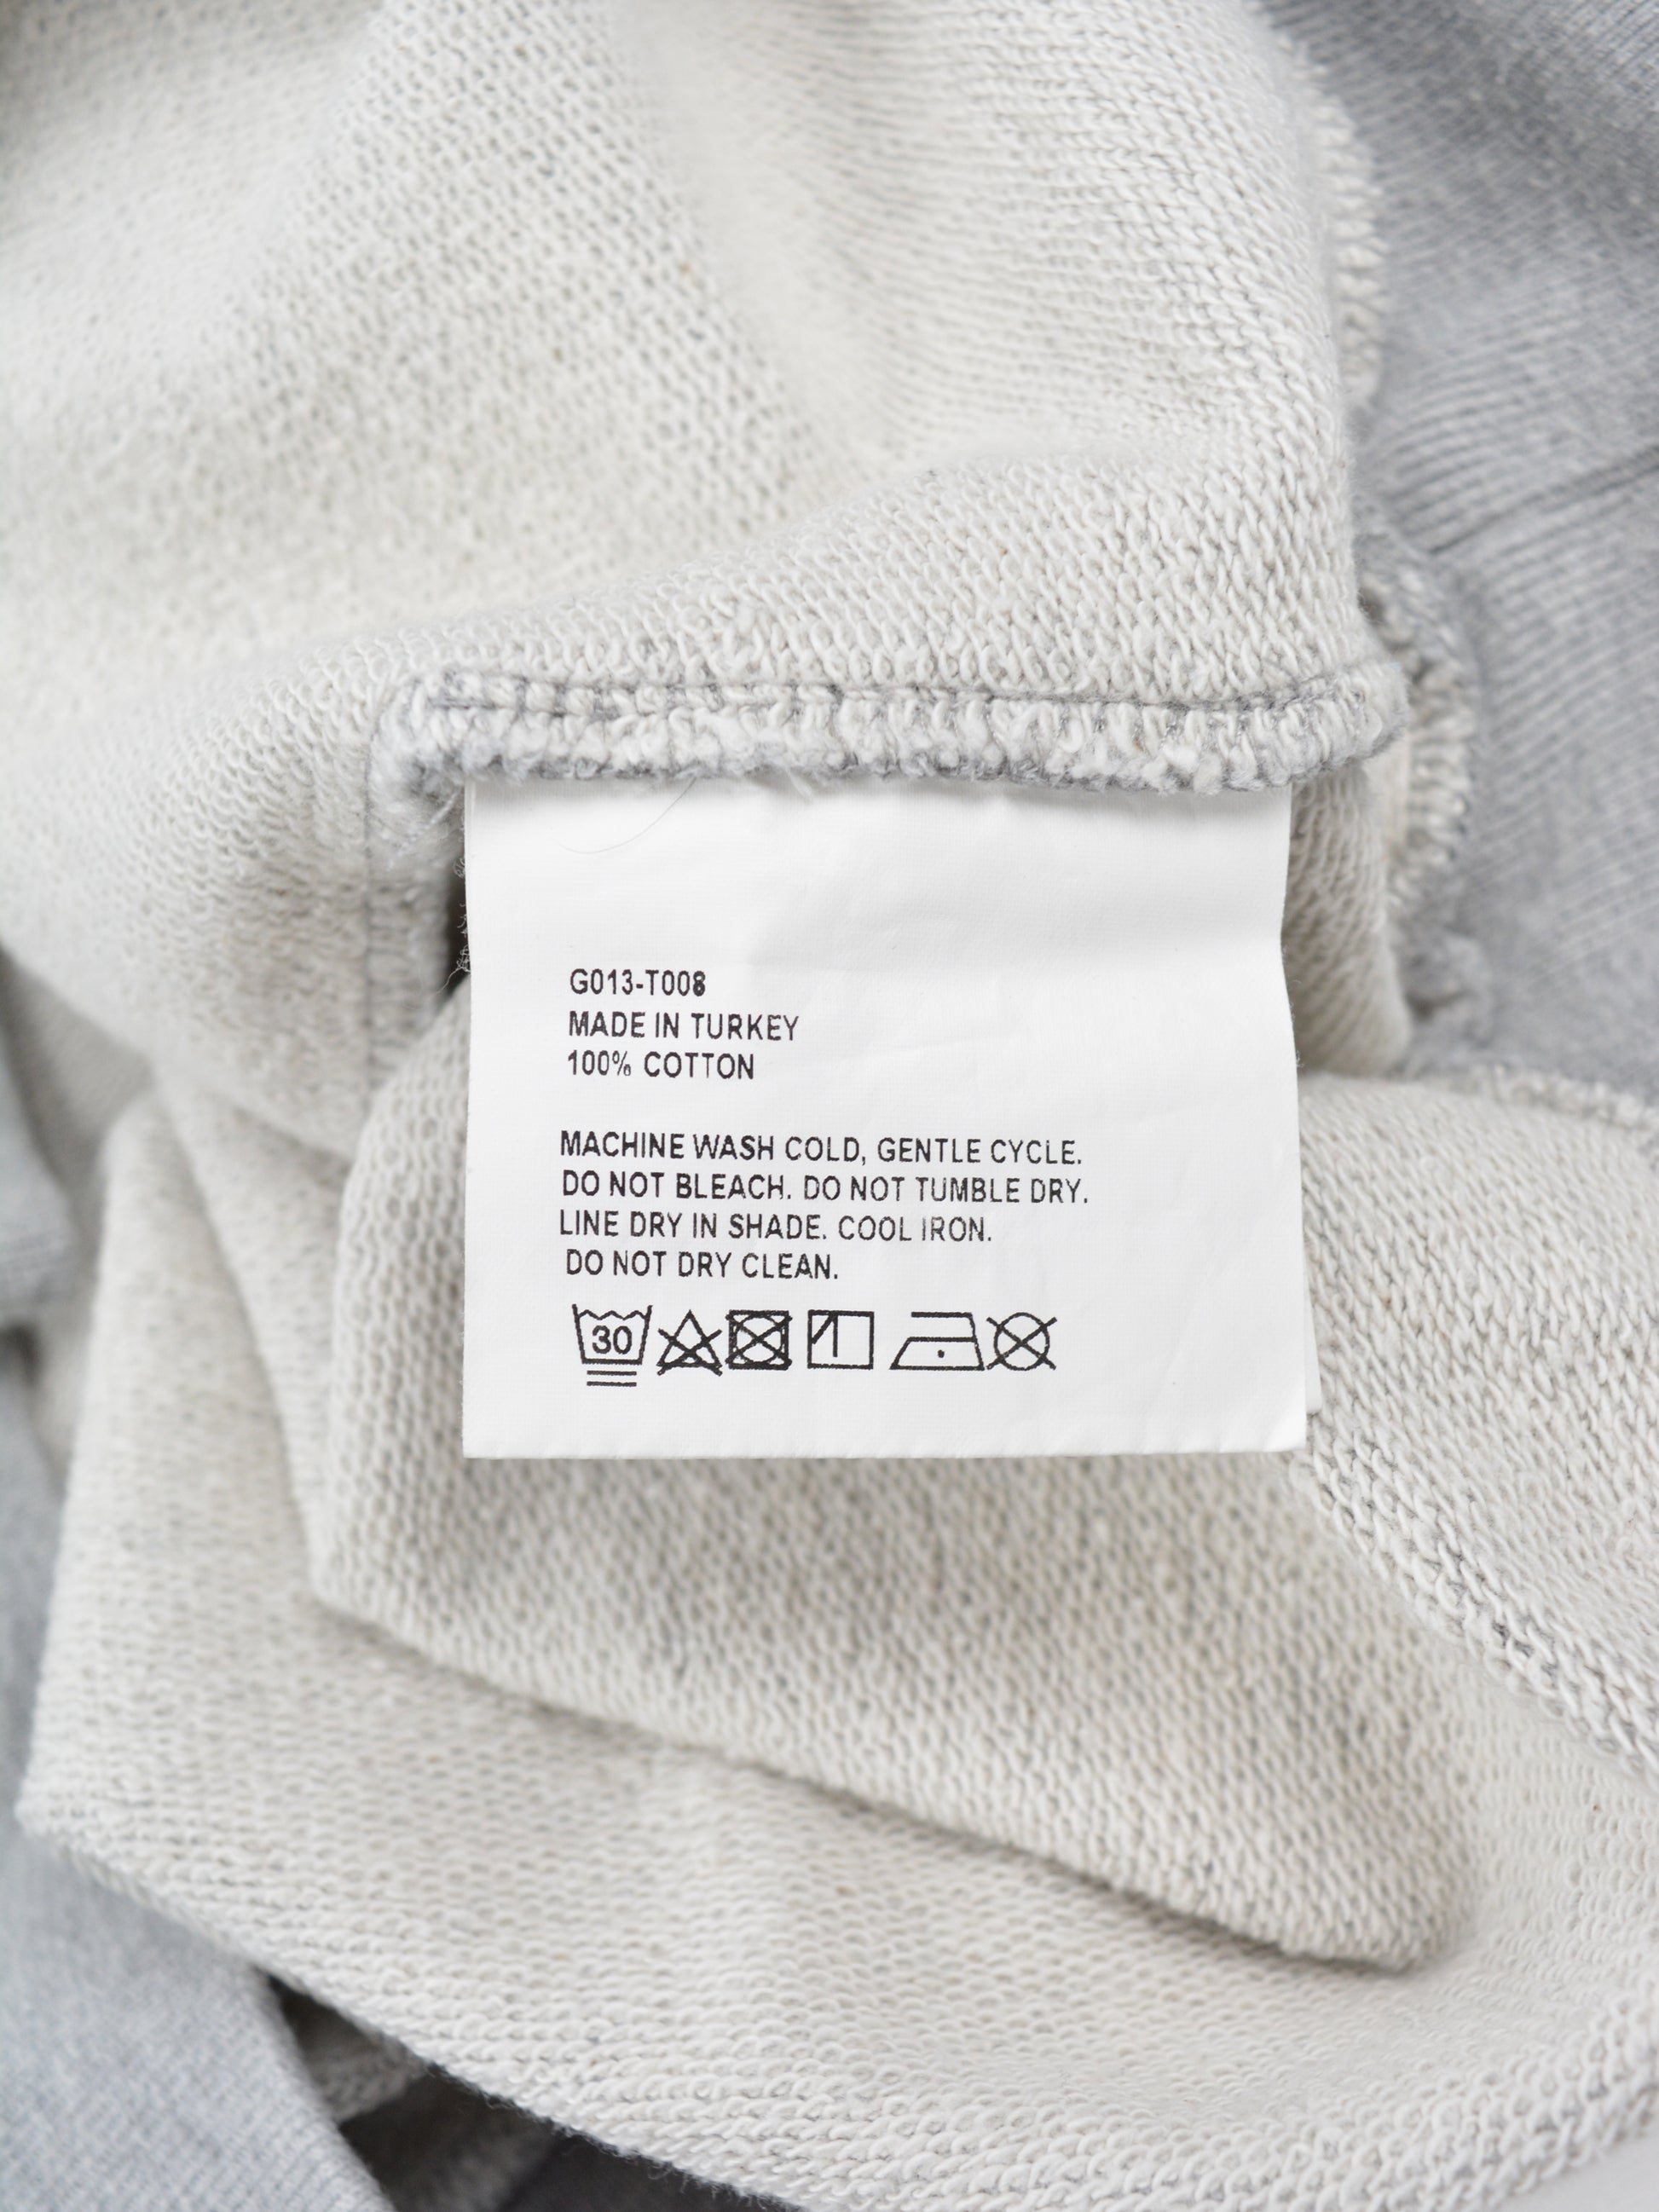 G013-T008
MADE IN TURKEY
100% COTTON
MACHINE WASH COLD, GENTLE CYCLE.
DO NOT BLEACH. DO NOT TUMBLE DRY.
LINE DRY IN SHADE. COOL IRON.
DO NOT DRY CLEAN.
30